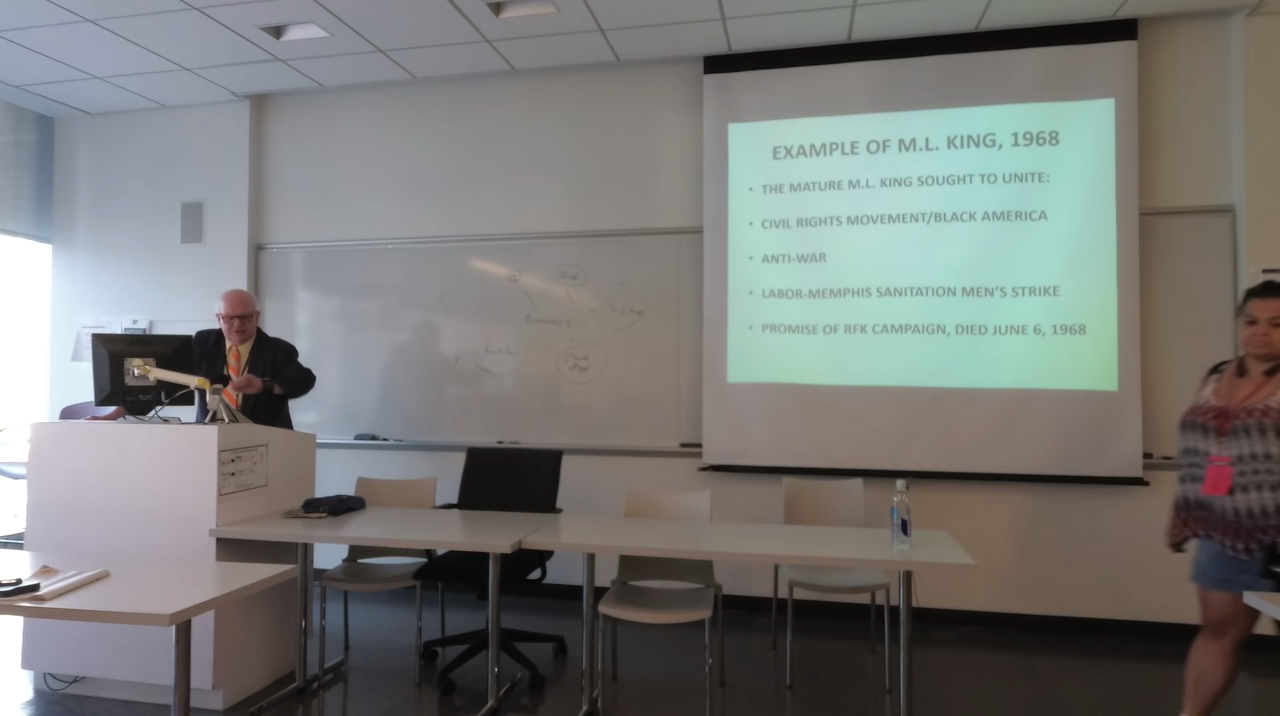 EXAMPLE OF M.L. KING, 1968
• THE MATURE M.L. KING SOUGHT TO UNITE:
• CIVIL RIGHTS MOVEMENT/BLACK AMERICA
• ANTI-WAR
• LABOR-MEMPHIS SANITATION MEN'S STRIKE
• PROMISE OF RFK CAMPAIGN, DIED JUNE 6, 1968